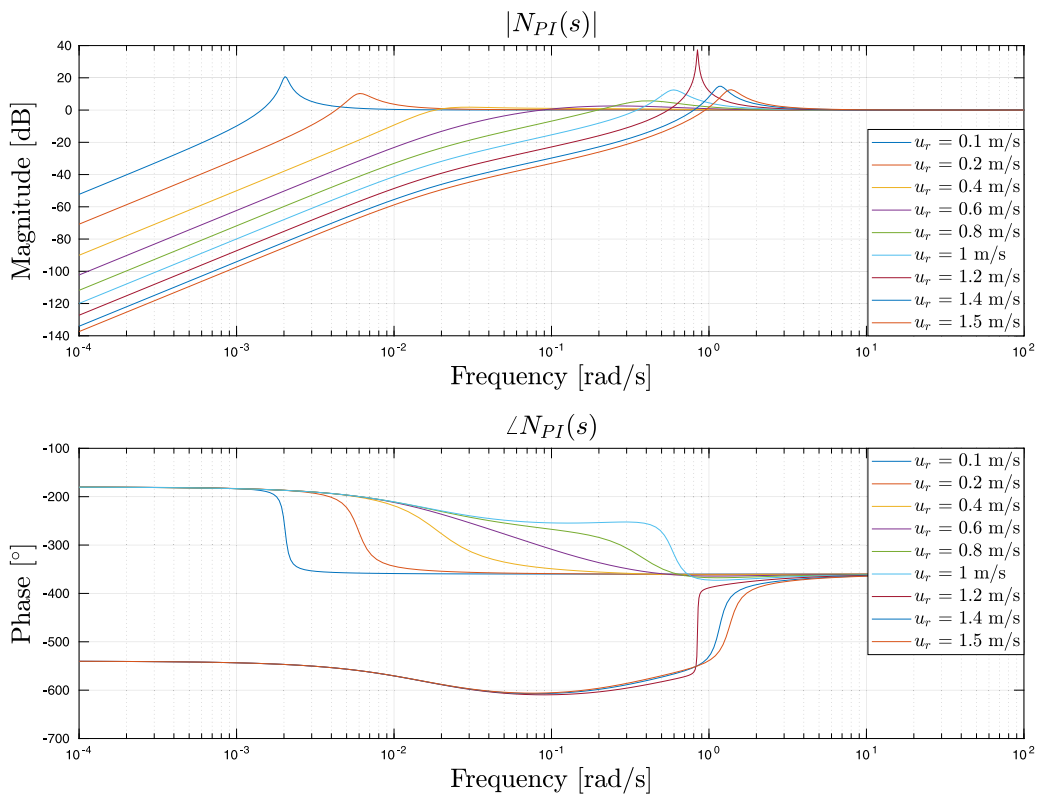 |N_{PI}(s)|
Magnitude [dB]
40
20
0
-20
-40
-60
-80
-100
-120
-140
10^{-4}
10^{-3}
10^{-2}
10^{-1}
10^{0}
10^{1}
10^{2}
Frequency [rad/s]
u_r = 0.1 m/s
u_r = 0.2 m/s
u_r = 0.4 m/s
u_r = 0.6 m/s
u_r = 0.8 m/s
u_r = 1 m/s
u_r = 1.2 m/s
u_r = 1.4 m/s
u_r = 1.5 m/s
∠N_{PI}(s)
Phase [°]
-100
-200
-300
-400
-500
-600
-700
10^{-4}
10^{-3}
10^{-2}
10^{-1}
10^{0}
10^{1}
10^{2}
Frequency [rad/s]
u_r = 0.1 m/s
u_r = 0.2 m/s
u_r = 0.4 m/s
u_r = 0.6 m/s
u_r = 0.8 m/s
u_r = 1 m/s
u_r = 1.2 m/s
u_r = 1.4 m/s
u_r = 1.5 m/s